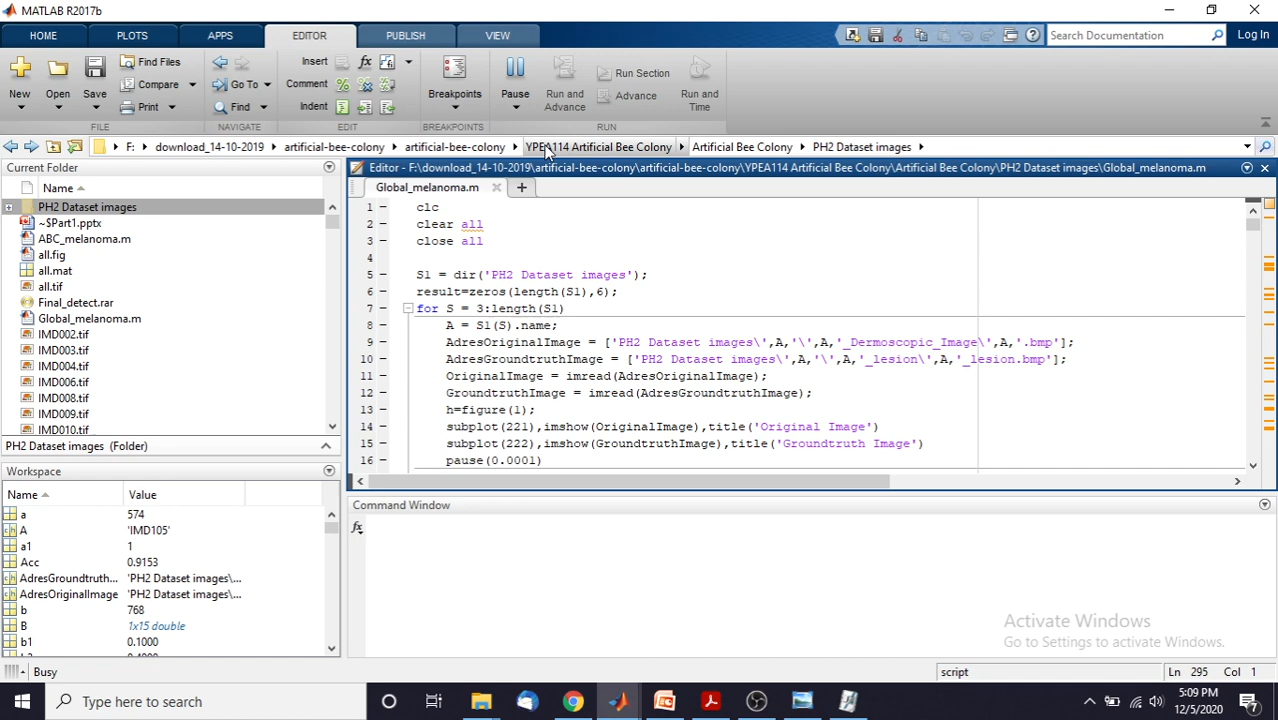 MATLAB R2017b
HOME PLOTS APPS EDITOR PUBLISH VIEW Search Documentation Log In
New Open Save Find Files Compare Print
Go To Find
Insert fx
Comment
Indent
Breakpoints Pause Run and Advance Run Section Advance Run and Time
FILE NAVIGATE EDIT BREAKPOINTS RUN
F: download_14-10-2019 artificial-bee-colony artificial-bee-colony YPEA114 Artificial Bee Colony Artificial Bee Colony PH2 Dataset images
Current Folder
Name
PH2 Dataset images
~$Part1.pptx
ABC_melanoma.m
all.fig
all.mat
all.tif
Final_detect.rar
Global_melanoma.m
IMD002.tif
IMD003.tif
IMD004.tif
IMD006.tif
IMD008.tif
IMD009.tif
IMD010.tif
PH2 Dataset images (Folder)
Workspace
Name Value
a 574
A 'IMD105'
a1 1
Acc 0.9153
AdresGroundtruth... 'PH2 Dataset images\...
AdresOriginalImage 'PH2 Dataset images\...
b 768
B 1x15 double
b1 0.1000
Editor - F:\download_14-10-2019\artificial-bee-colony\artificial-bee-colony\YPEA114 Artificial Bee Colony\Artificial Bee Colony\PH2 Dataset images\Global_melanoma.m
Global_melanoma.m
1 clc
2 clear all
3 close all
4
5 S1 = dir('PH2 Dataset images');
6 result=zeros(length(S1),6);
7 for S = 3:length(S1)
8 A = S1(S).name;
9 AdresOriginalImage = ['PH2 Dataset images\',A,'\',A,'_Dermoscopic_Image\',A,'.bmp'];
10 AdresGroundtruthImage = ['PH2 Dataset images\',A,'\',A,'_lesion\',A,'_lesion.bmp'];
11 OriginalImage = imread(AdresOriginalImage);
12 GroundtruthImage = imread(AdresGroundtruthImage);
13 h=figure(1);
14 subplot(221),imshow(OriginalImage),title('Original Image')
15 subplot(222),imshow(GroundtruthImage),title('Groundtruth Image')
16 pause(0.0001)
Command Window
fx
Activate Windows
Go to Settings to activate Windows.
Busy script Ln 295 Col 1
Type here to search
5:09 PM
12/5/2020
7